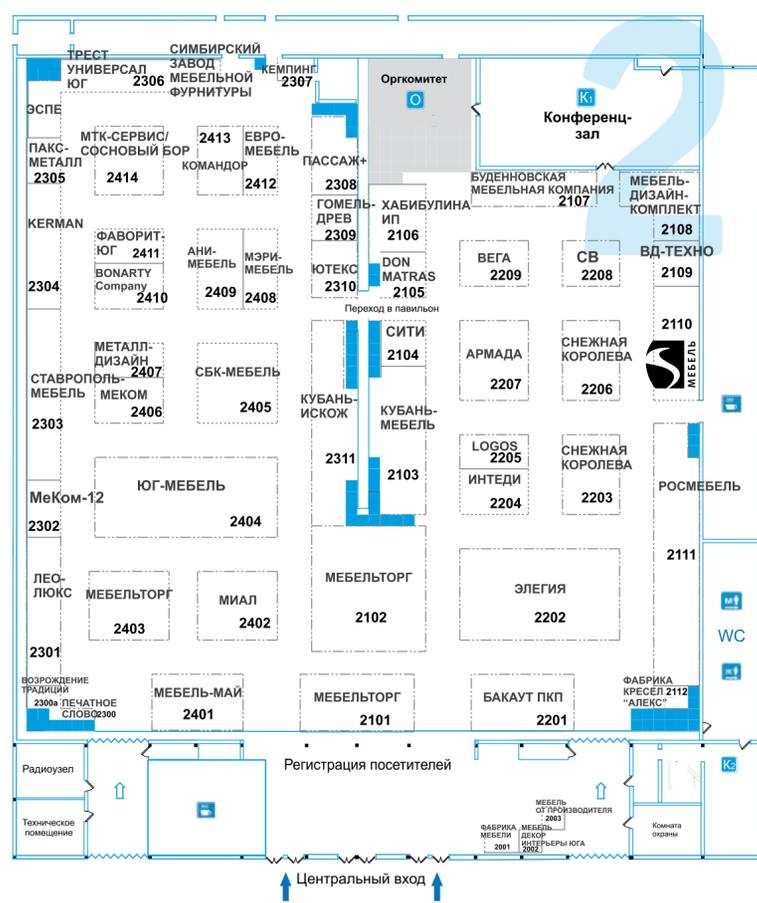 2
ТРЕСТ
УНИВЕРСАЛ
ЮГ
2306
СИМБИРСКИЙ
ЗАВОД
МЕБЕЛЬНОЙ
ФУРНИТУРЫ
КЕМПИНГ
2307
Оргкомитет
О
К1
Конференц-
зал
ЭСПЕ
ПАКС-
МЕТАЛЛ
2305
МТК-СЕРВИС/
СОСНОВЫЙ БОР
2414
2413
КОМАНДОР
ЕВРО-
МЕБЕЛЬ
2412
ПАССАЖ+
2308
БУДЕННОВСКАЯ
МЕБЕЛЬНАЯ КОМПАНИЯ
2107
МЕБЕЛЬ-
ДИЗАЙН-
КОМПЛЕКТ
2108
KERMAN
2304
ФАВОРИТ-
ЮГ
2411
BONARTY
Company
2410
АНИ-
МЕБЕЛЬ
2409
МЭРИ-
МЕБЕЛЬ
2408
ГОМЕЛЬ-
ДРЕВ
2309
ЮТЕКС
2310
ХАБИБУЛИНА
ИП
2106
DON
MATRAS
2105
ВЕГА
2209
СВ
2208
ВД-ТЕХНО
2109
Переход в павильон
2110
МЕБЕЛЬ
СТАВРОПОЛЬ-
МЕБЕЛЬ
2303
МЕТАЛЛ-
ДИЗАЙН
2407
МЕКОМ
2406
СБК-МЕБЕЛЬ
2405
КУБАНЬ-
ИСКОЖ
2311
СИТИ
2104
КУБАНЬ-
МЕБЕЛЬ
2103
АРМАДА
2207
СНЕЖНАЯ
КОРОЛЕВА
2206
LOGOS
2205
ИНТЕДИ
2204
СНЕЖНАЯ
КОРОЛЕВА
2203
РОСМЕБЕЛЬ
2111
МеКом-12
2302
ЮГ-МЕБЕЛЬ
2404
ЛЕО-
ЛЮКС
2301
МЕБЕЛЬТОРГ
2403
МИАЛ
2402
МЕБЕЛЬТОРГ
2102
ЭЛЕГИЯ
2202
М
WC
Ж
ВОЗРОЖДЕНИЕ
ТРАДИЦИЙ
2300а
ПЕЧАТНОЕ
СЛОВО
2300
МЕБЕЛЬ-МАЙ
2401
МЕБЕЛЬТОРГ
2101
БАКАУТ ПКП
2201
ФАБРИКА
КРЕСЕЛ 2112
“АЛЕКС”
Радиоузел
Регистрация посетителей
К2
Техническое
помещение
МЕБЕЛЬ
ОТ ПРОИЗВОДИТЕЛЯ
2003
ФАБРИКА
МЕБЕЛИ
2001
МЕБЕЛЬ
ДЕКОР
ИНТЕРЬЕРЫ ЮГА
2002
Комната
охраны
Центральный вход